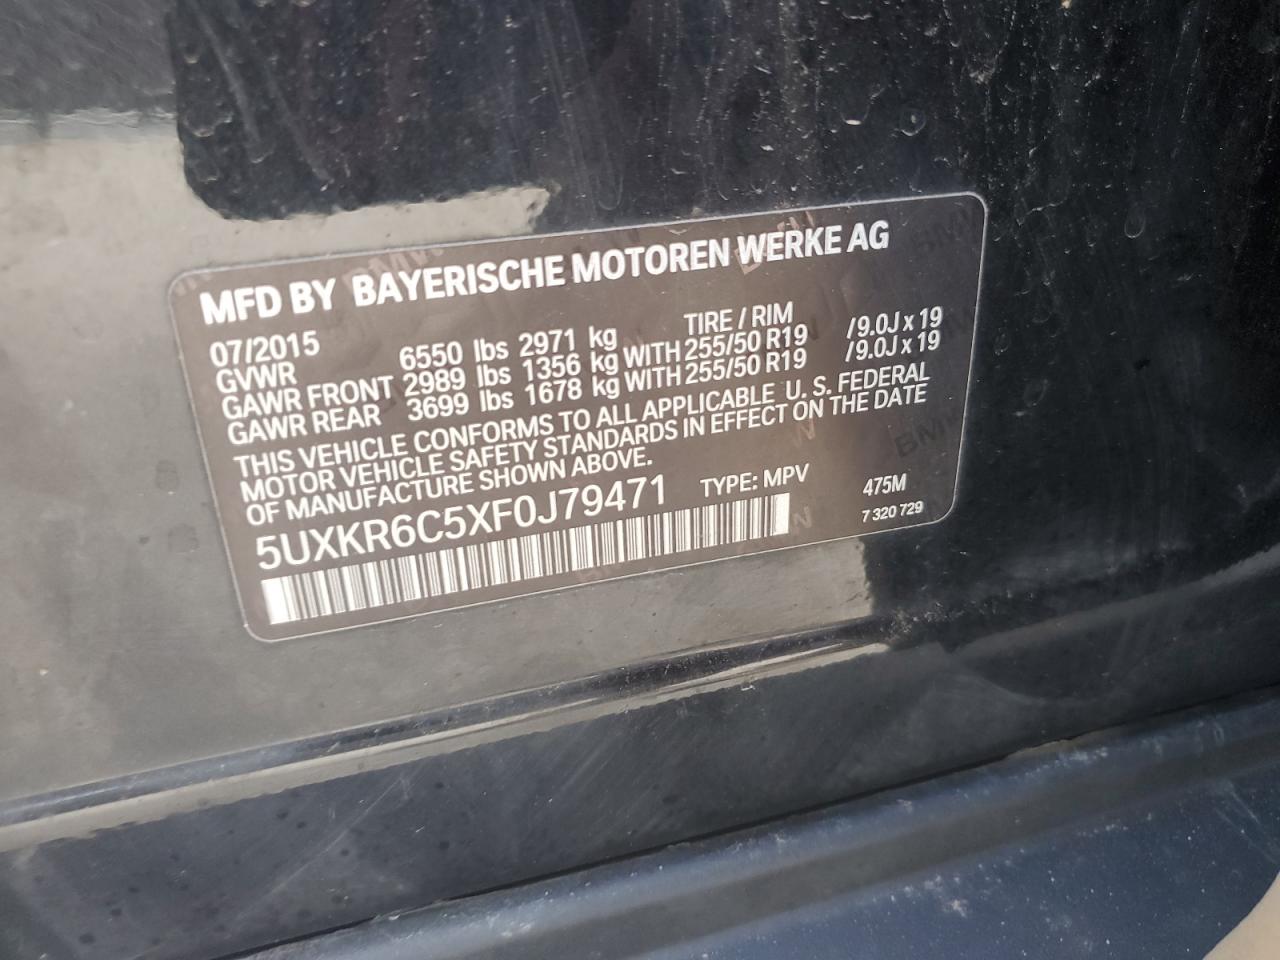 MFD BY BAYERISCHE MOTOREN WERKE AG
07/2015 TIRE / RIM
GVWR 6550 lbs 2971 kg
GAWR FRONT 2989 lbs 1356 kg WITH 255/50 R19 /9.0J x 19
GAWR REAR 3699 lbs 1678 kg WITH 255/50 R19 /9.0J x 19
THIS VEHICLE CONFORMS TO ALL APPLICABLE U. S. FEDERAL
MOTOR VEHICLE SAFETY STANDARDS IN EFFECT ON THE DATE
OF MANUFACTURE SHOWN ABOVE.
5UXKR6C5XF0J79471 TYPE: MPV 475M
7 320 729